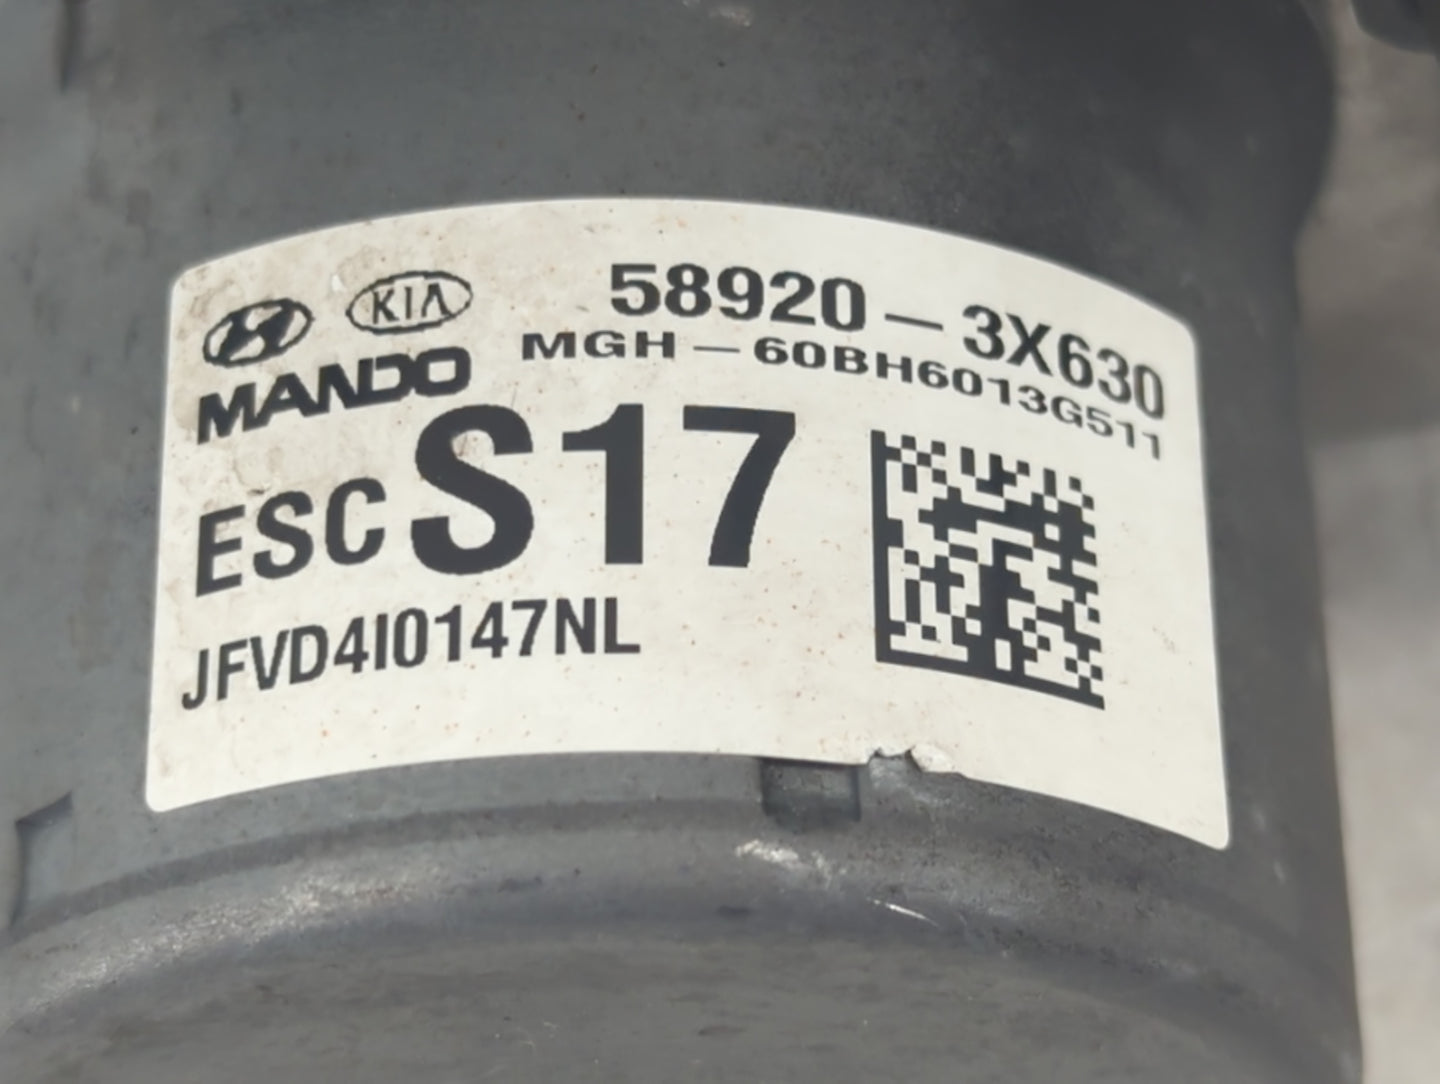 KIA
58920-3X630
MANDO
MGH-60BH6013G511
ESC S17
JFVD4I0147NL